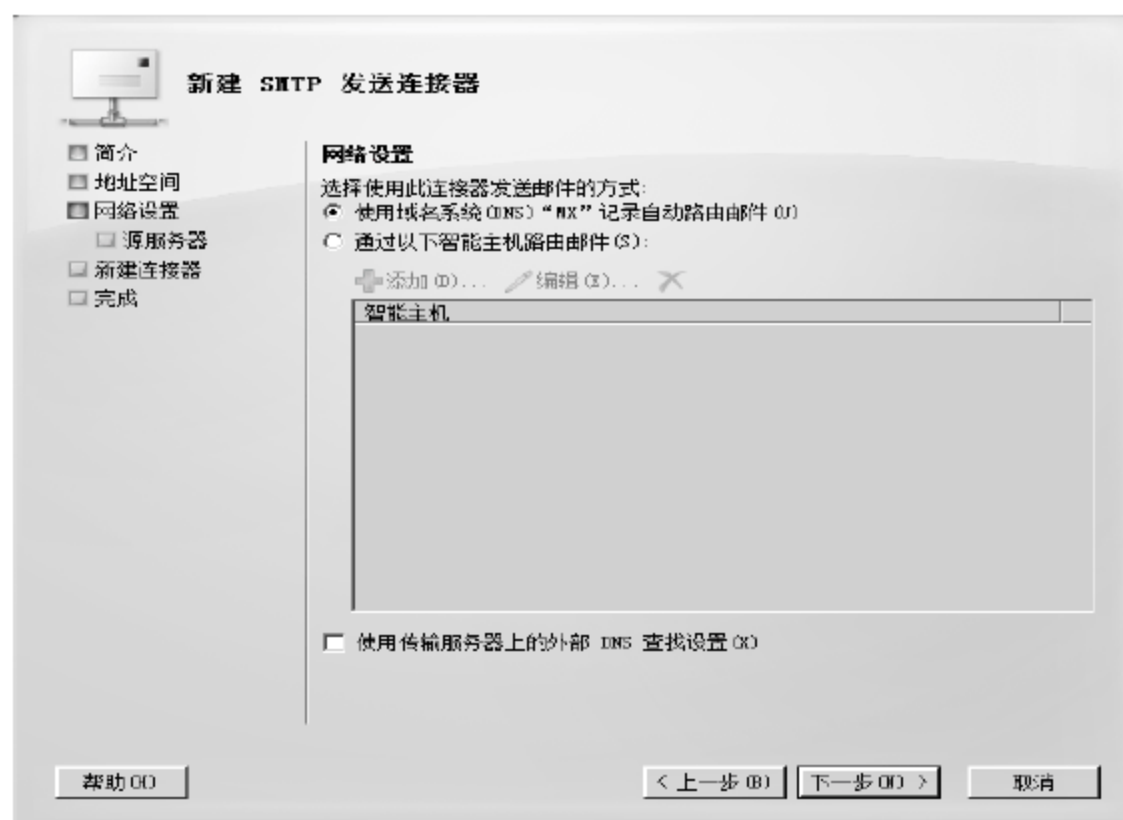 新建 SMTP 发送连接器
简介
地址空间
网络设置
源服务器
新建连接器
完成
网络设置
选择使用此连接器发送邮件的方式:
使用域名系统(DNS)“MX”记录自动路由邮件(U)
通过以下智能主机路由邮件(S):
添加(D)... 编辑(E)...
智能主机
使用传输服务器上的外部 DNS 查找设置(X)
帮助(H) < 上一步(B) 下一步(N) > 取消